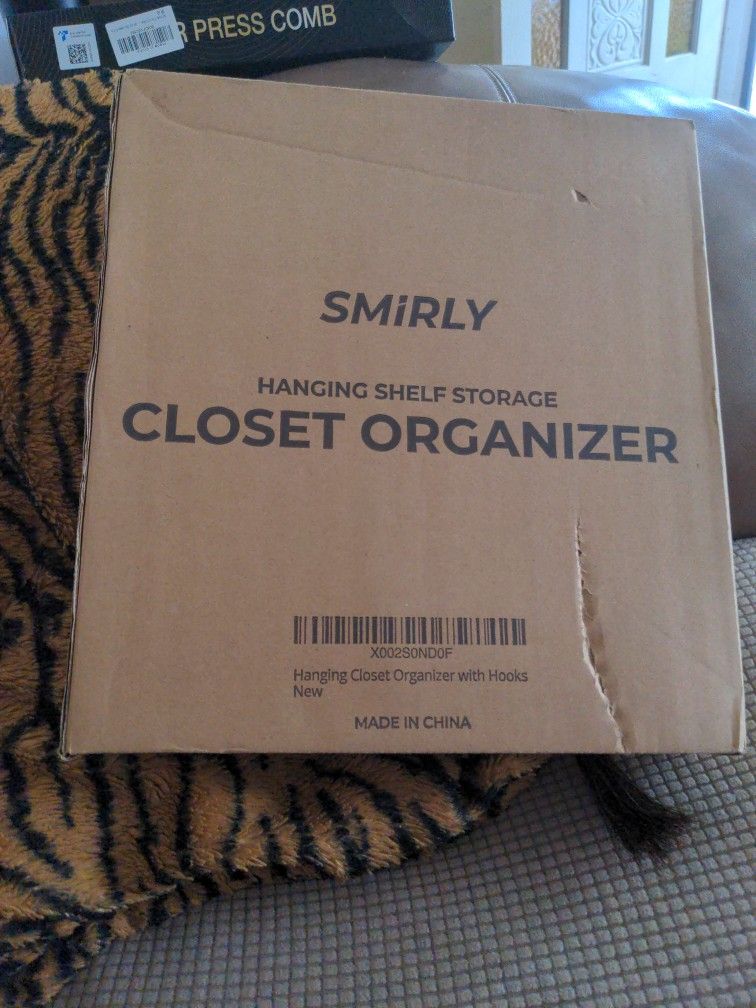 R PRESS COMB
SMiRLY
HANGING SHELF STORAGE
CLOSET ORGANIZER
X002S0ND0F
Hanging Closet Organizer with Hooks
New
MADE IN CHINA